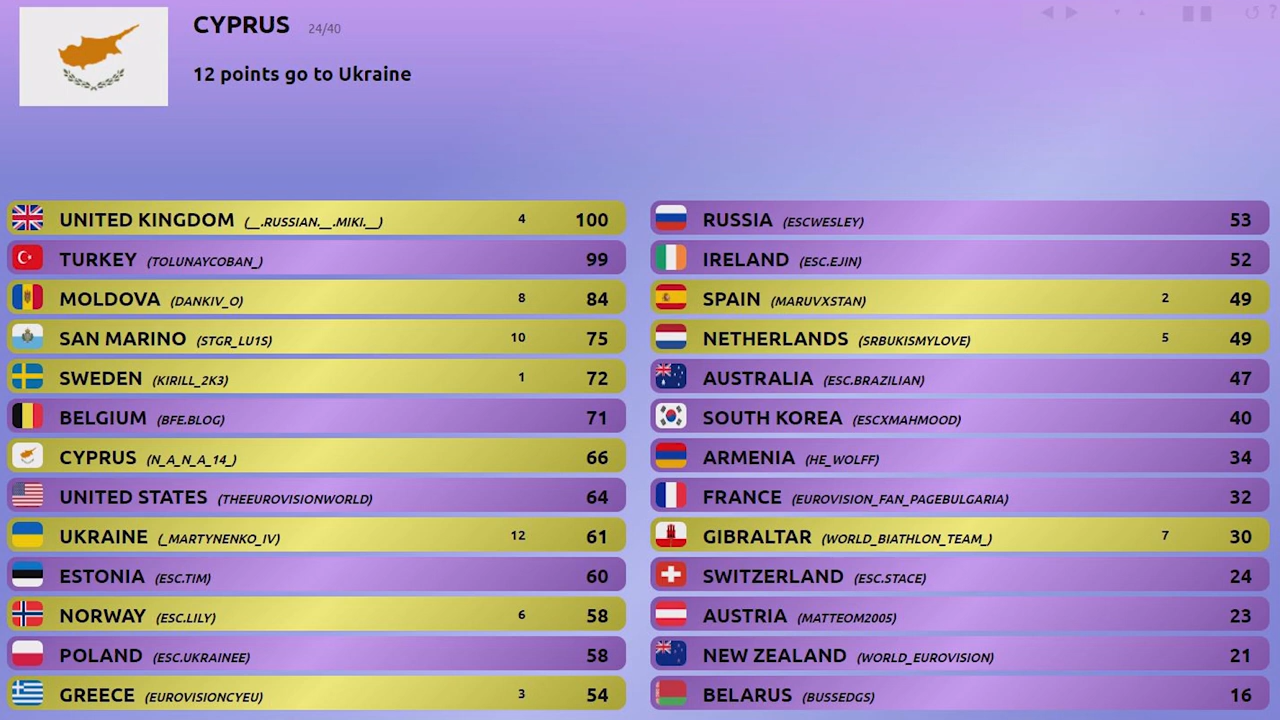 CYPRUS 24/40
12 points go to Ukraine
UNITED KINGDOM (__.RUSSIAN.__.MIKI.__) 4 100
TURKEY (TOLUNAYCOBAN_) 99
MOLDOVA (DANKIV_O) 8 84
SAN MARINO (STGR_LU1S) 10 75
SWEDEN (KIRILL_2K3) 1 72
BELGIUM (BFE.BLOG) 71
CYPRUS (N_A_N_A_14_) 66
UNITED STATES (THEEUROVISIONWORLD) 64
UKRAINE (_MARTYNENKO_IV) 12 61
ESTONIA (ESC.TIM) 60
NORWAY (ESC.LILY) 6 58
POLAND (ESC.UKRAINEE) 58
GREECE (EUROVISIONCYEU) 3 54
RUSSIA (ESCWESLEY) 53
IRELAND (ESC.EJIN) 52
SPAIN (MARUVXSTAN) 2 49
NETHERLANDS (SRBUKISMYLOVE) 5 49
AUSTRALIA (ESC.BRAZILIAN) 47
SOUTH KOREA (ESCXMAHMOOD) 40
ARMENIA (HE_WOLFF) 34
FRANCE (EUROVISION_FAN_PAGEBULGARIA) 32
GIBRALTAR (WORLD_BIATHLON_TEAM_) 7 30
SWITZERLAND (ESC.STACE) 24
AUSTRIA (MATTEOM2005) 23
NEW ZEALAND (WORLD_EUROVISION) 21
BELARUS (BUSSEDGS) 16